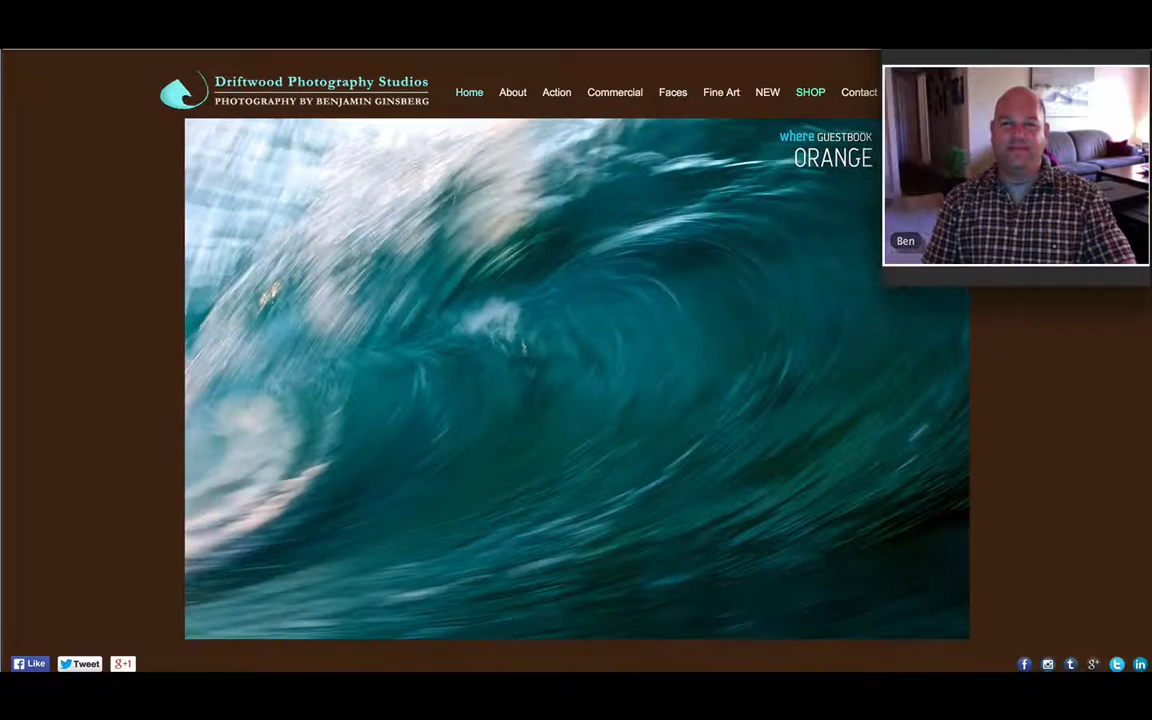 Driftwood Photography Studios
PHOTOGRAPHY BY BENJAMIN GINSBERG
Home About Action Commercial Faces Fine Art NEW SHOP Contact
where GUESTBOOK
ORANGE
Ben
Like Tweet g+1